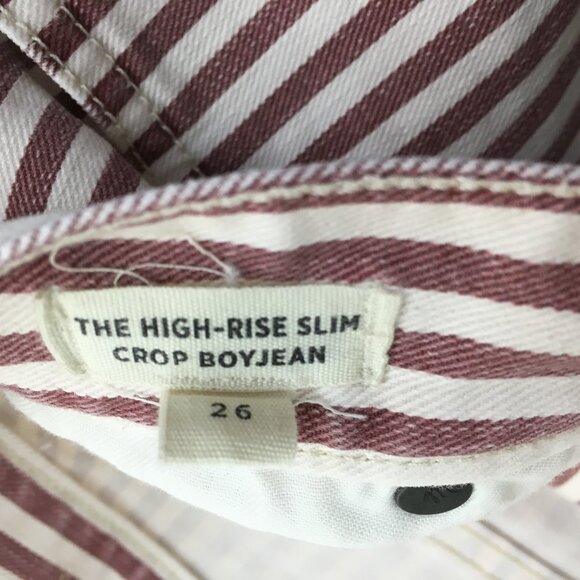 THE HIGH-RISE SLIM
CROP BOYJEAN
26